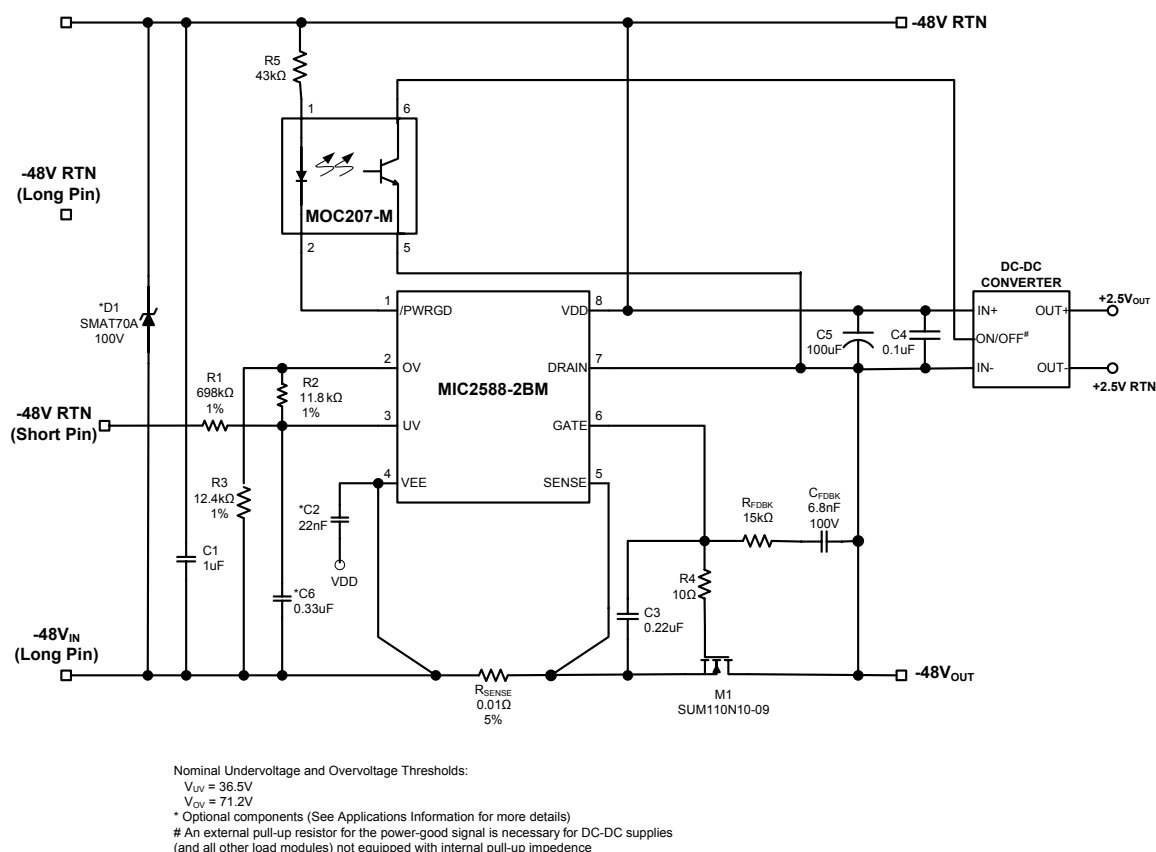 -48V RTN
R5
43kΩ
1
6
-48V RTN
(Long Pin)
MOC207-M
2
5
DC-DC
CONVERTER
*D1
SMAT70A
100V
1
/PWRGD
VDD
8
IN+
OUT+
+2.5VOUT
C5
100uF
C4
0.1uF
ON/OFF#
2
OV
DRAIN
7
IN-
OUT-
+2.5V RTN
R1
698kΩ
1%
R2
11.8kΩ
1%
MIC2588-2BM
-48V RTN
(Short Pin)
3
UV
GATE
6
R3
12.4kΩ
1%
4
VEE
SENSE
5
*C2
22nF
VDD
RFDBK
15kΩ
CFDBK
6.8nF
100V
C1
1uF
*C6
0.33uF
R4
10Ω
C3
0.22uF
-48VIN
(Long Pin)
RSENSE
0.01Ω
5%
M1
SUM110N10-09
-48VOUT
Nominal Undervoltage and Overvoltage Thresholds:
VUV = 36.5V
VOV = 71.2V
* Optional components (See Applications Information for more details)
# An external pull-up resistor for the power-good signal is necessary for DC-DC supplies
(and all other load modules) not equipped with internal pull-up impedence